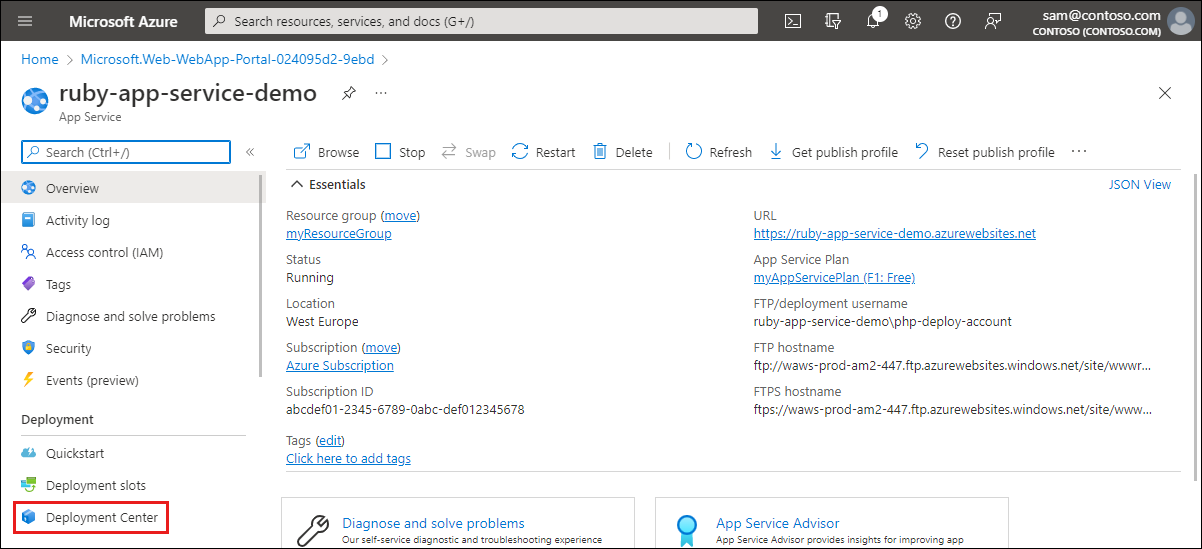 Microsoft Azure
Search resources, services, and docs (G+/)
1
sam@contoso.com
CONTOSO (CONTOSO.COM)
Home > Microsoft.Web-WebApp-Portal-024095d2-9ebd >
ruby-app-service-demo ...
App Service
Search (Ctrl+/)
«
Overview
Activity log
Access control (IAM)
Tags
Diagnose and solve problems
Security
Events (preview)
Deployment
Quickstart
Deployment slots
Deployment Center
Browse Stop Swap Restart Delete Refresh Get publish profile Reset publish profile ...
Essentials
JSON View
Resource group (move)
myResourceGroup
Status
Running
Location
West Europe
Subscription (move)
Azure Subscription
Subscription ID
abcdef01-2345-6789-0abc-def012345678
Tags (edit)
Click here to add tags
URL
https://ruby-app-service-demo.azurewebsites.net
App Service Plan
myAppServicePlan (F1: Free)
FTP/deployment username
ruby-app-service-demo\php-deploy-account
FTP hostname
ftp://waws-prod-am2-447.ftp.azurewebsites.windows.net/site/wwwr...
FTPS hostname
ftps://waws-prod-am2-447.ftp.azurewebsites.windows.net/site/www...
Diagnose and solve problems
Our self-service diagnostic and troubleshooting experience
App Service Advisor
App Service Advisor provides insights for improving app